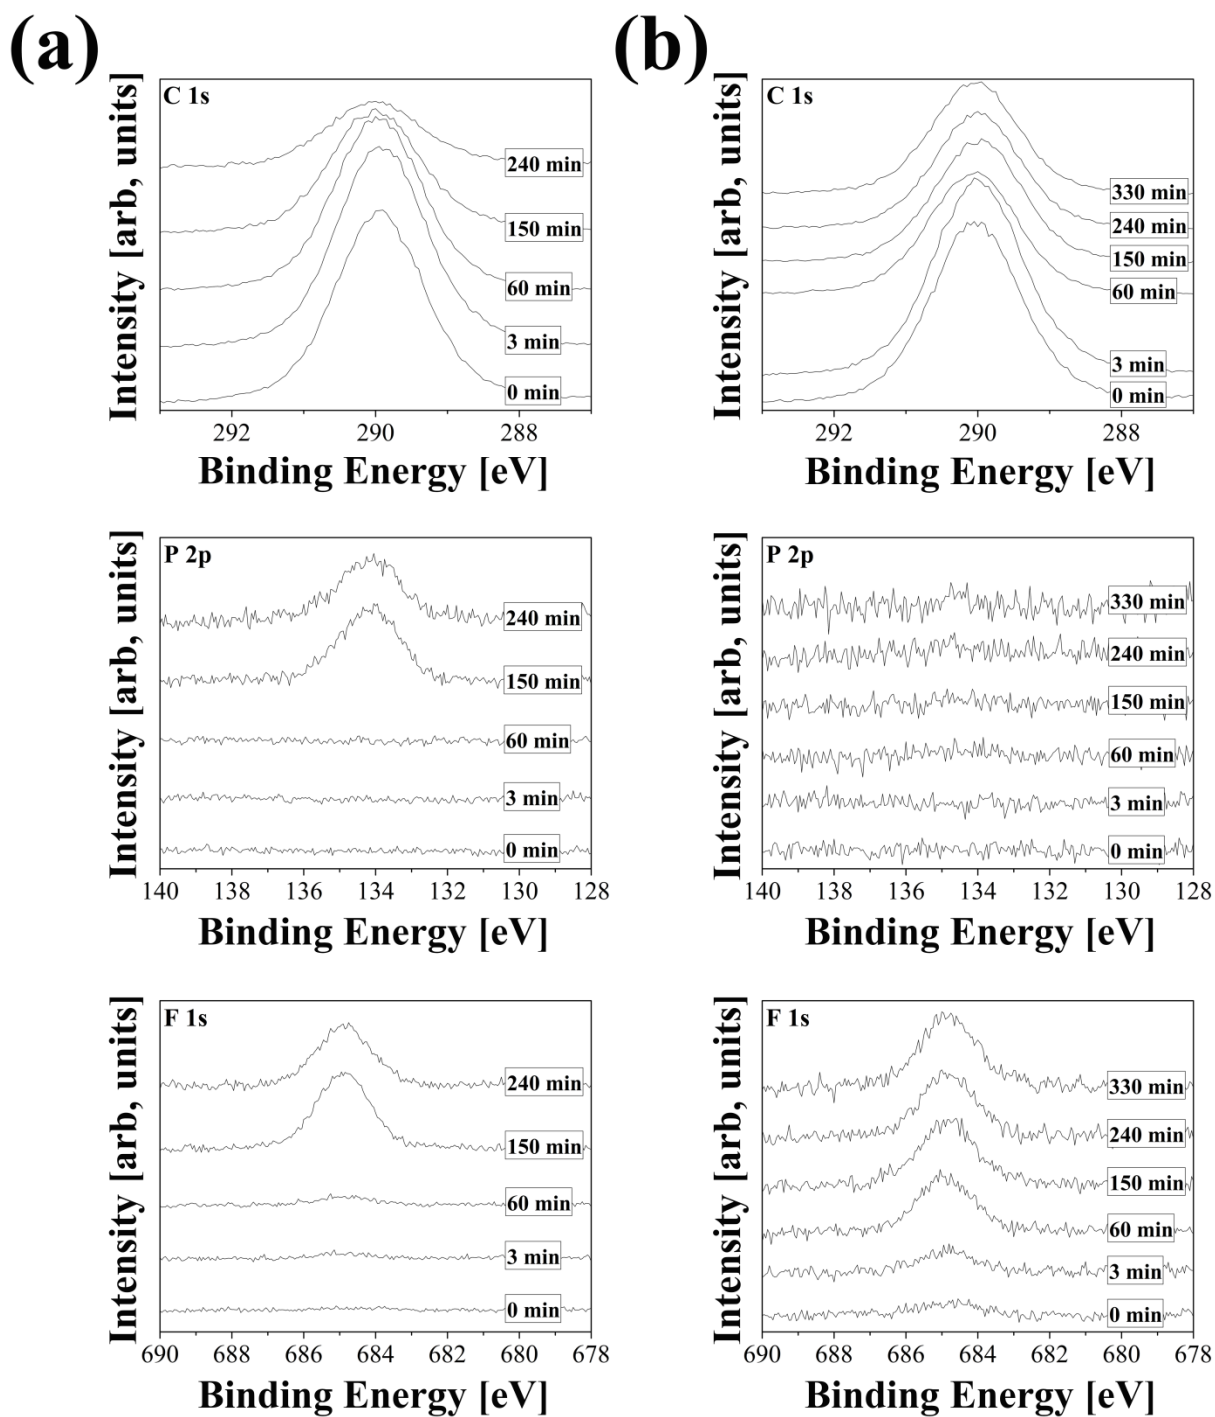 (a)
(b)
C 1s
240 min
150 min
60 min
3 min
0 min
Intensity [arb, units]
292 290 288
Binding Energy [eV]
C 1s
330 min
240 min
150 min
60 min
3 min
0 min
Intensity [arb, units]
292 290 288
Binding Energy [eV]
P 2p
240 min
150 min
60 min
3 min
0 min
Intensity [arb, units]
140 138 136 134 132 130 128
Binding Energy [eV]
P 2p
330 min
240 min
150 min
60 min
3 min
0 min
Intensity [arb, units]
140 138 136 134 132 130 128
Binding Energy [eV]
F 1s
240 min
150 min
60 min
3 min
0 min
Intensity [arb, units]
690 688 686 684 682 680 678
Binding Energy [eV]
F 1s
330 min
240 min
150 min
60 min
3 min
0 min
Intensity [arb, units]
690 688 686 684 682 680 678
Binding Energy [eV]